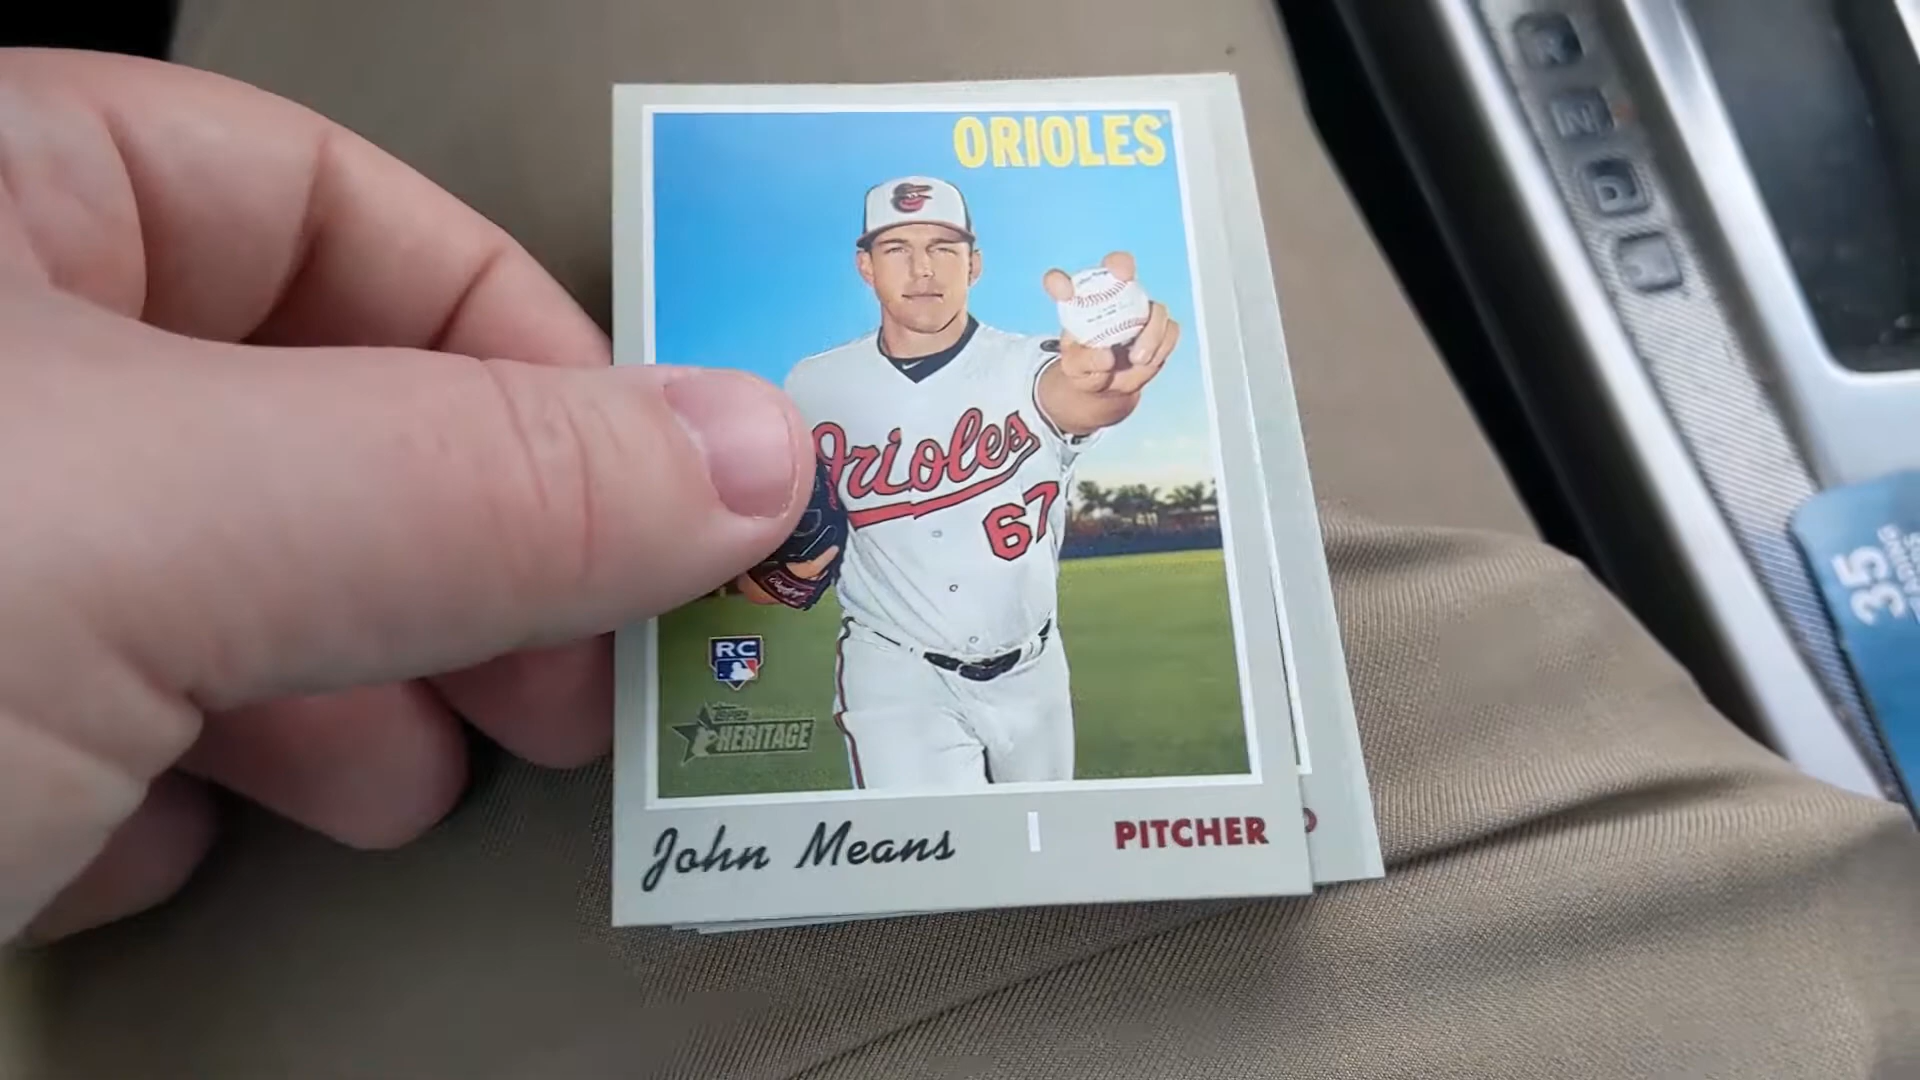 ORIOLES
Orioles
67
RC
TOPPS
HERITAGE
John Means
PITCHER
R
N
D
L
35